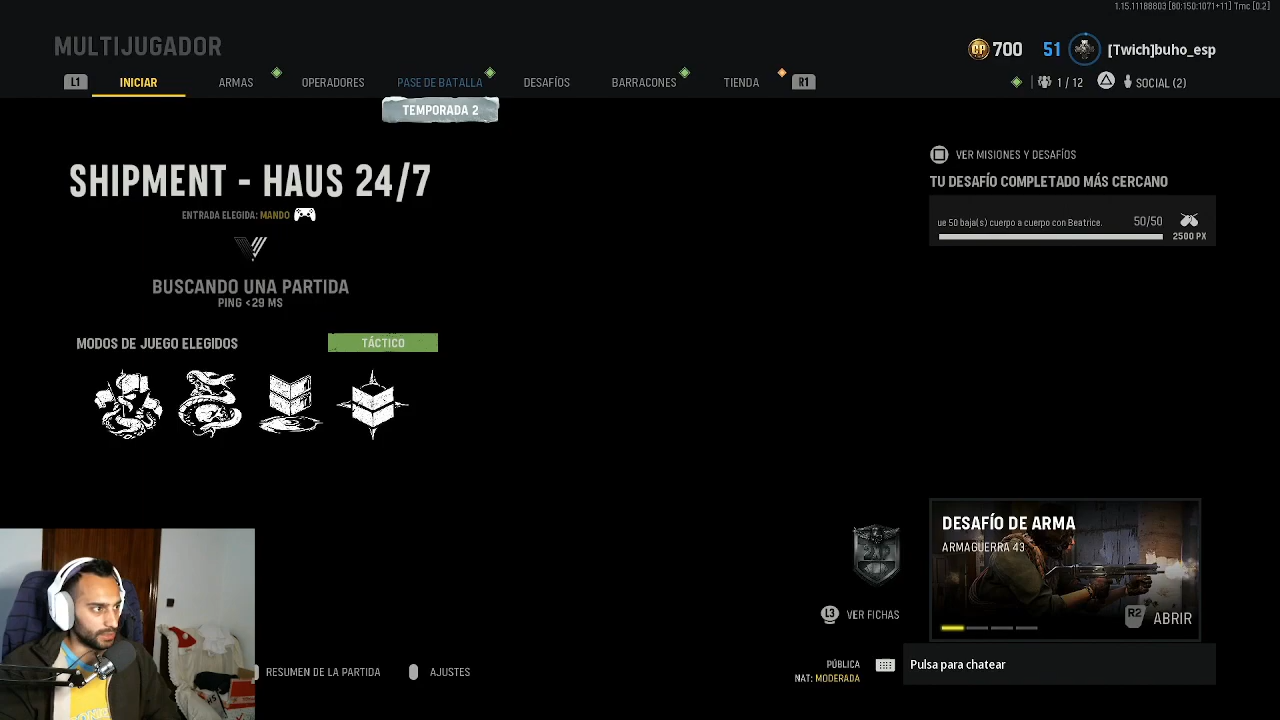 1.15.11188803 [80:150:1071+11] Tmc [0.2]
MULTIJUGADOR
700
51
[Twich]buho_esp
L1
INICIAR
ARMAS
OPERADORES
PASE DE BATALLA
DESAFÍOS
BARRACONES
TIENDA
R1
1 / 12
SOCIAL (2)
TEMPORADA 2
SHIPMENT - HAUS 24/7
ENTRADA ELEGIDA: MANDO
BUSCANDO UNA PARTIDA
PING <29 MS
MODOS DE JUEGO ELEGIDOS
TÁCTICO
VER MISIONES Y DESAFÍOS
TU DESAFÍO COMPLETADO MÁS CERCANO
ue 50 baja(s) cuerpo a cuerpo con Beatrice.
50/50
2500 PX
DESAFÍO DE ARMA
ARMAGUERRA 43
R2
ABRIR
L3
VER FICHAS
RESUMEN DE LA PARTIDA
AJUSTES
PÚBLICA
NAT: MODERADA
Pulsa para chatear